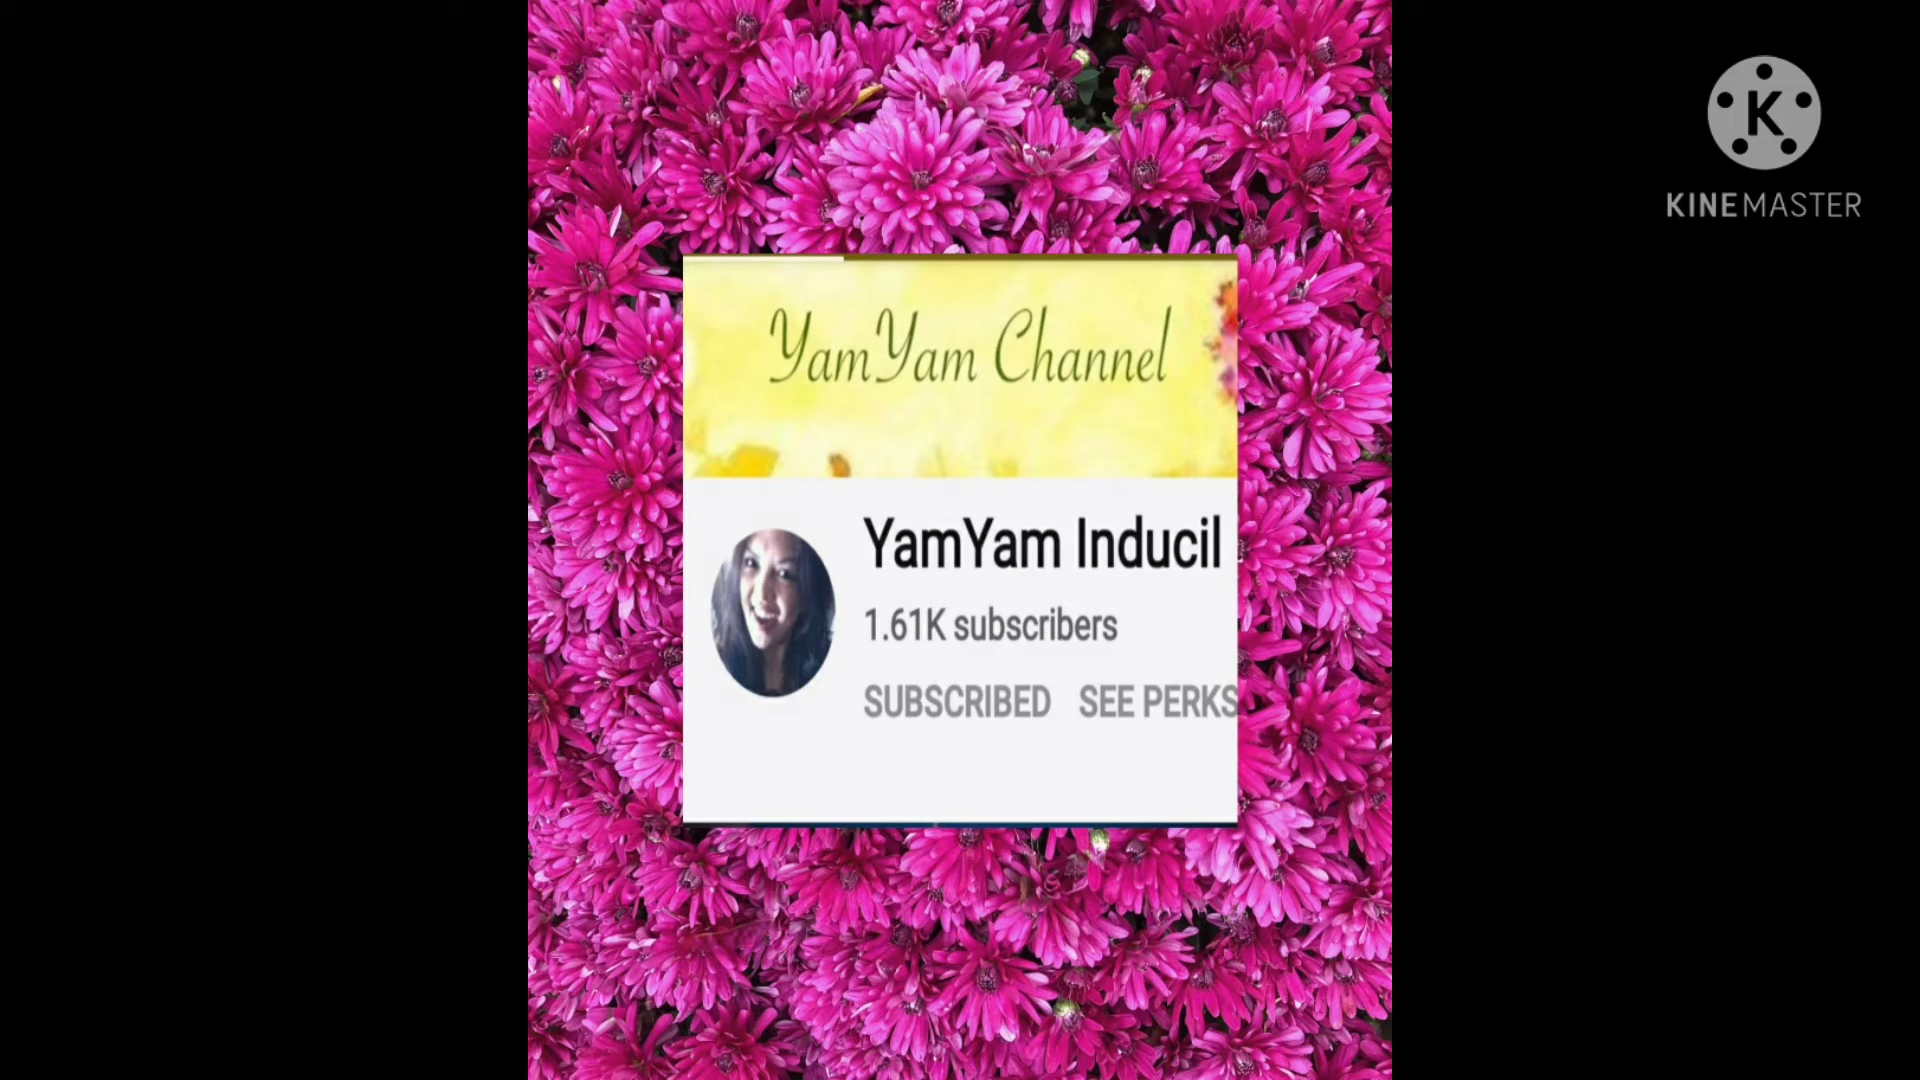 K
KINEMASTER
YamYam Channel
YamYam Inducil
1.61K subscribers
SUBSCRIBED SEE PERKS